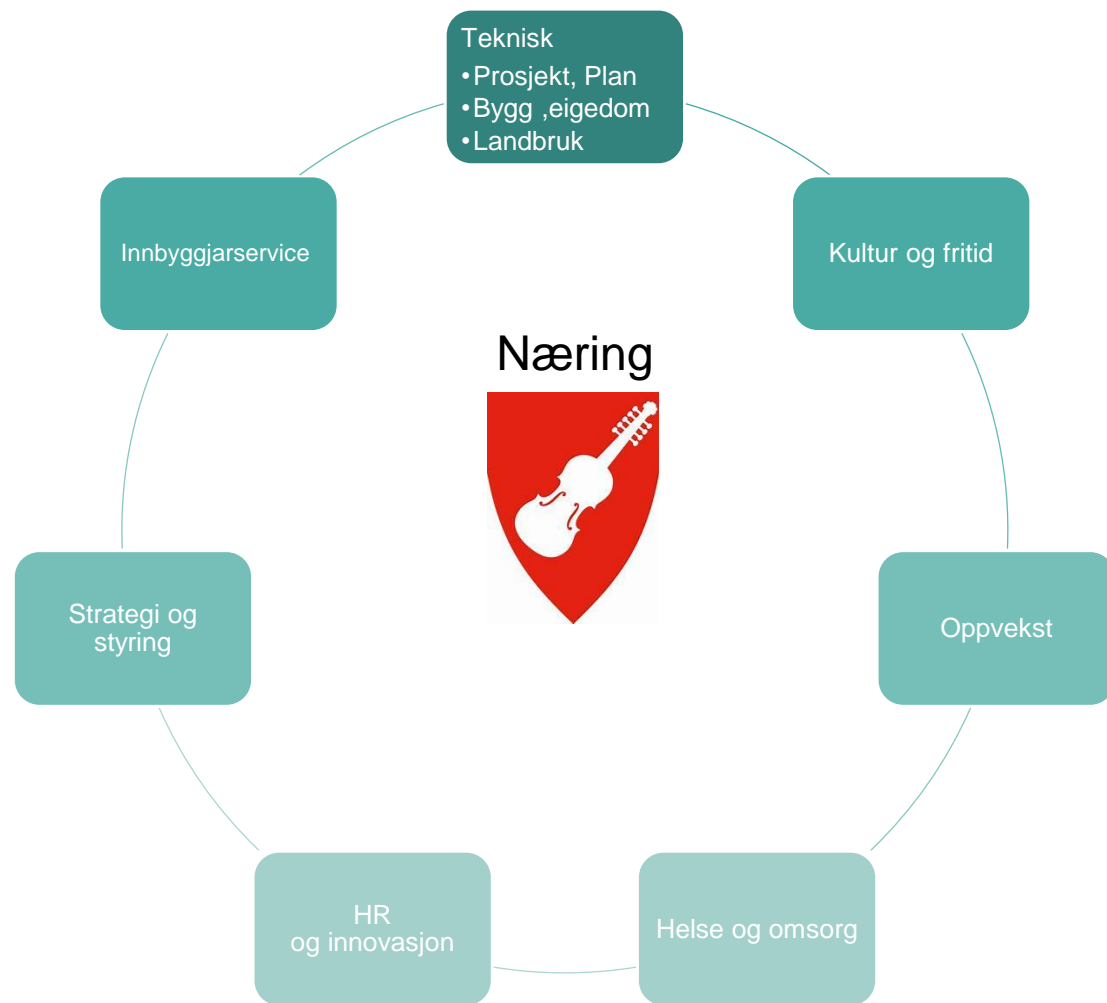 Teknisk
•Prosjekt, Plan
•Bygg ,eigedom
•Landbruk
Innbyggjarservice
Kultur og fritid
Næring
Strategi og
styring
Oppvekst
HR
og innovasjon
Helse og omsorg